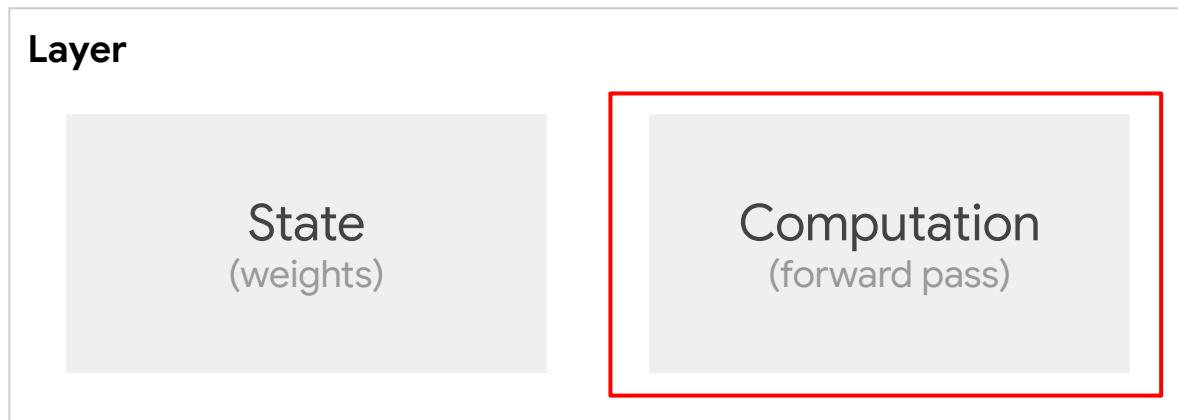 Layer
State
(weights)
Computation
(forward pass)